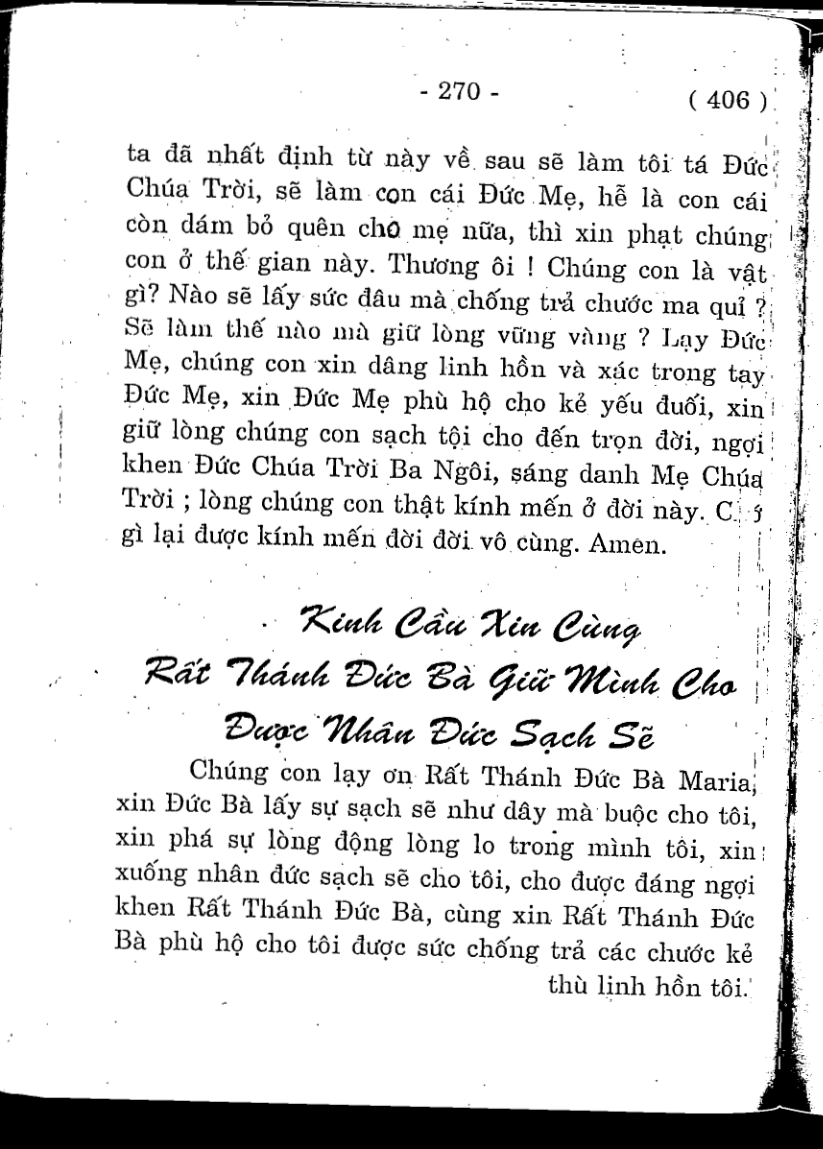 - 270 -
( 406 )
ta đã nhất định từ này về sau sẽ làm tôi tá Đức
Chúa Trời, sẽ làm con cái Đức Mẹ, hễ là con cái
còn dám bỏ quên cho mẹ nữa, thì xin phạt chúng
con ở thế gian này. Thương ôi ! Chúng con là vật
gì? Nào sẽ lấy sức đâu mà chống trả chước ma quỉ ?
Sẽ làm thế nào mà giữ lòng vững vàng ? Lạy Đức
Mẹ, chúng con xin dâng linh hồn và xác trong tay
Đức Mẹ, xin Đức Mẹ phù hộ cho kẻ yếu đuối, xin
giữ lòng chúng con sạch tội cho đến trọn đời, ngợi
khen Đức Chúa Trời Ba Ngôi, sáng danh Mẹ Chúa
Trời ; lòng chúng con thật kính mến ở đời này.
gì lại được kính mến đời đời vô cùng. Amen.
Kinh Cầu Xin Cùng
Rất Thánh Đức Bà Giữ Mình Cho
Được Nhân Đức Sạch Sẽ
Chúng con lạy ơn Rất Thánh Đức Bà Maria,
xin Đức Bà lấy sự sạch sẽ như dây mà buộc cho tôi,
xin phá sự lòng động lòng lo trong mình tôi, xin
xuống nhân đức sạch sẽ cho tôi, cho được đáng ngợi
khen Rất Thánh Đức Bà, cùng xin Rất Thánh Đức
Bà phù hộ cho tôi được sức chống trả các chước kẻ
thù linh hồn tôi.